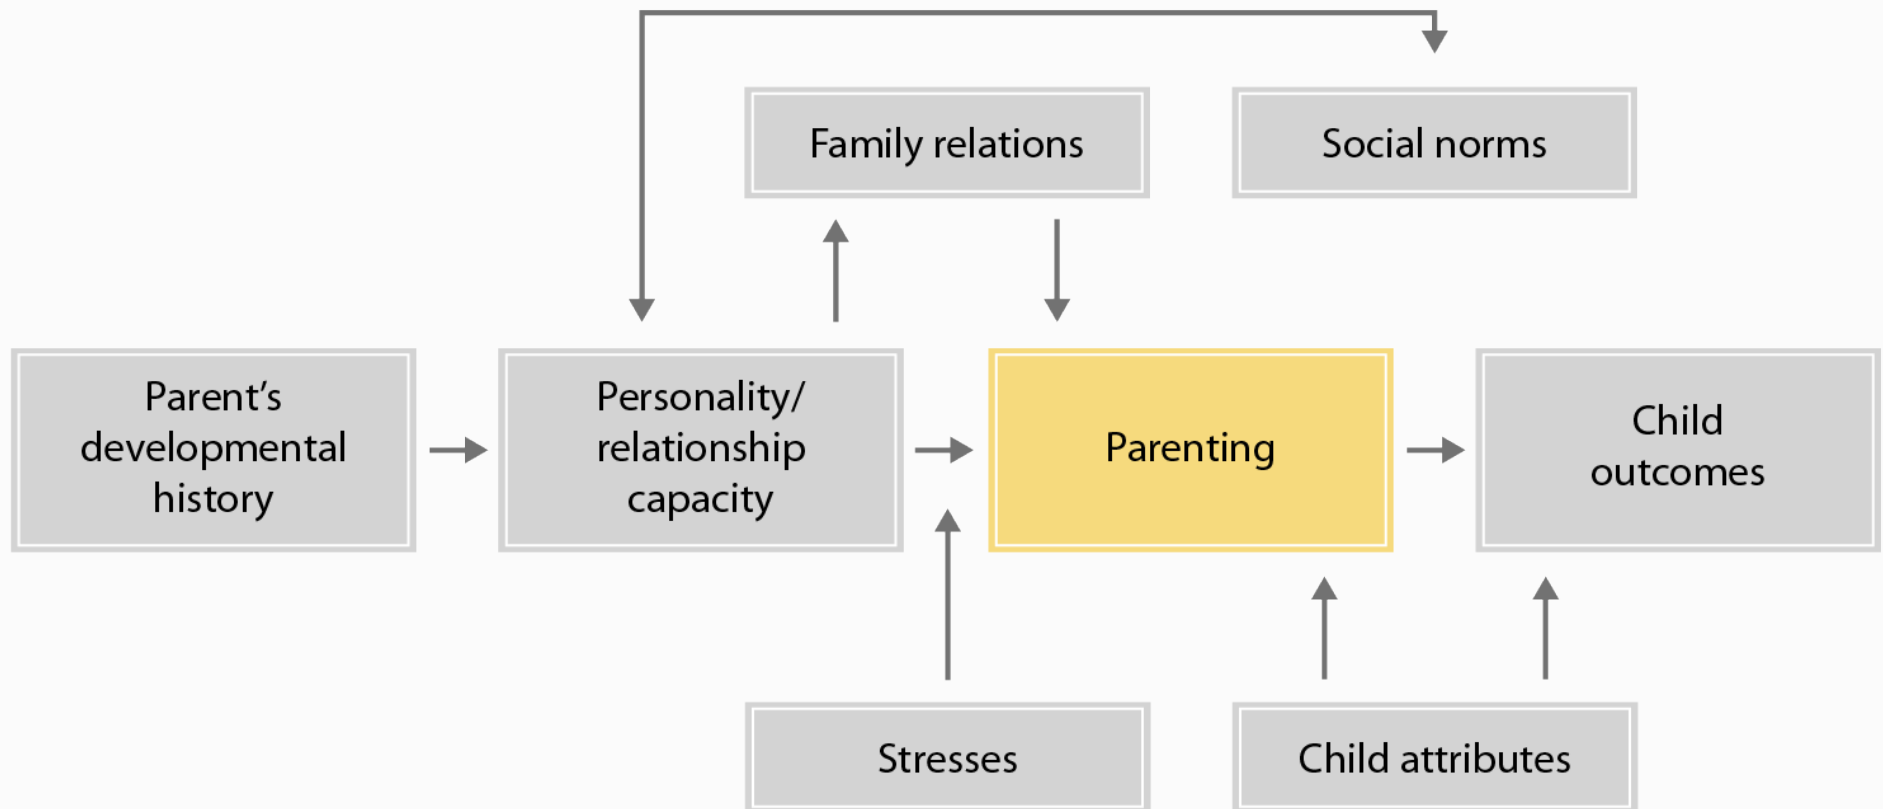 Family relations
Social norms
Parent’s
developmental
history
Personality/
relationship
capacity
Parenting
Child
outcomes
Stresses
Child attributes